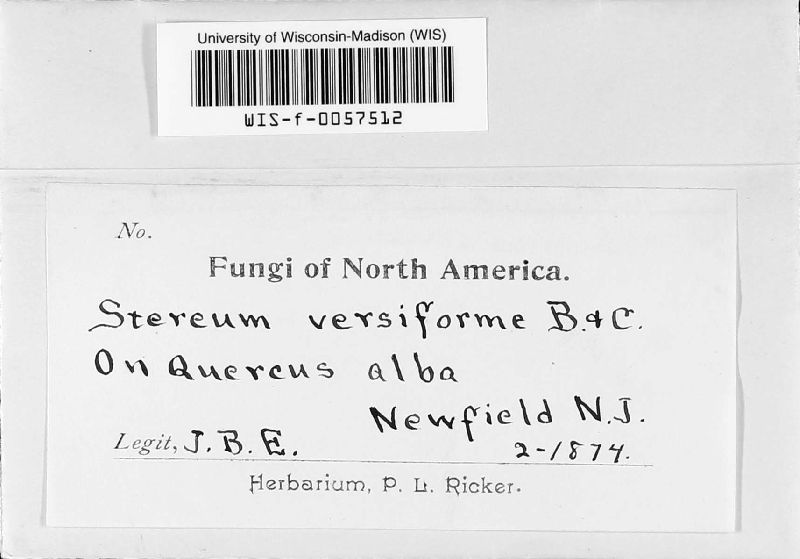 University of Wisconsin-Madison (WIS)
WIS-f-0057512
No.
Fungi of North America.
Stereum versiforme B. & C.
On Quercus alba
Newfield N.J.
Legit, J. B. E.
2-1874.
Herbarium, P. L. Ricker.